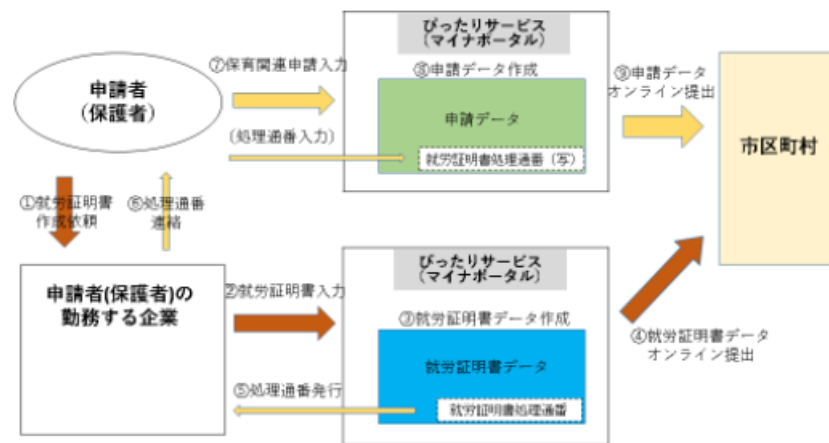 ぴったりサービス
（マイナポータル）
⑦保育関連申請入力
⑧申請データ作成
⑨申請データ
オンライン提出
申請者
（保護者）
申請データ
(処理通番入力)
就労証明書処理通番（写）
市区町村
①就労証明書
作成依頼
⑥処理通番
連絡
ぴったりサービス
（マイナポータル）
申請者(保護者)の
勤務する企業
②就労証明書入力
③就労証明書データ作成
④就労証明書データ
オンライン提出
就労証明書データ
⑤処理通番発行
就労証明書処理通番